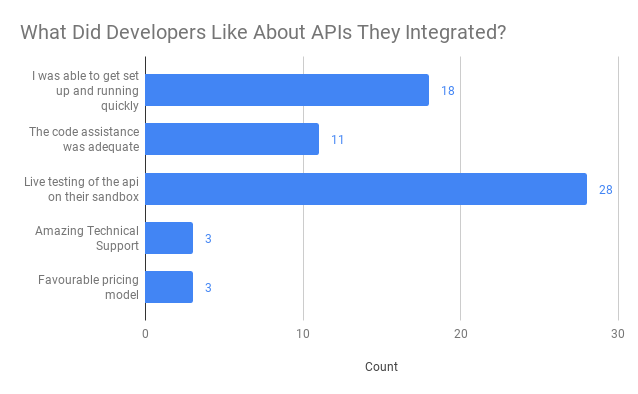 What Did Developers Like About APIs They Integrated?
I was able to get set
up and running
quickly
18
The code assistance
was adequate
11
Live testing of the api
on their sandbox
28
Amazing Technical
Support
3
Favourable pricing
model
3
0
10
20
30
Count